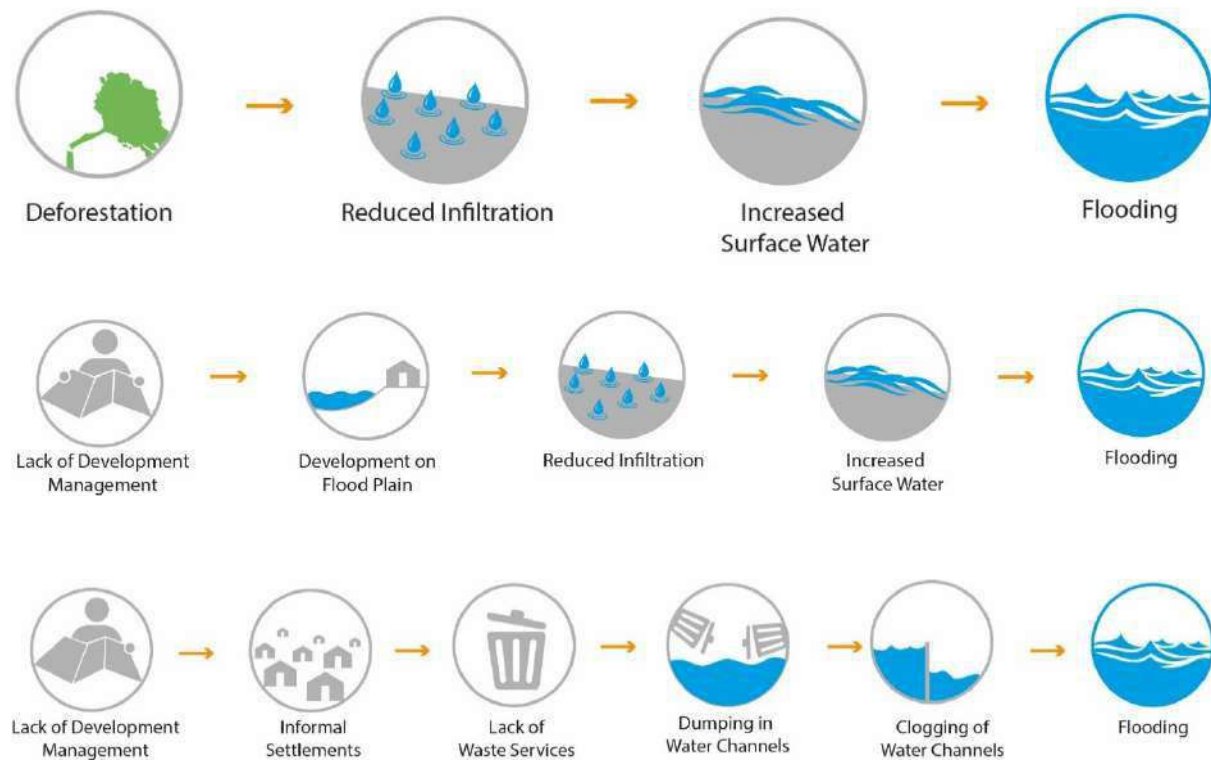 Deforestation
Reduced Infiltration
Increased
Surface Water
Flooding
Lack of Development
Management
Development on
Flood Plain
Reduced Infiltration
Increased
Surface Water
Flooding
Lack of Development
Management
Informal
Settlements
Lack of
Waste Services
Dumping in
Water Channels
Clogging of
Water Channels
Flooding